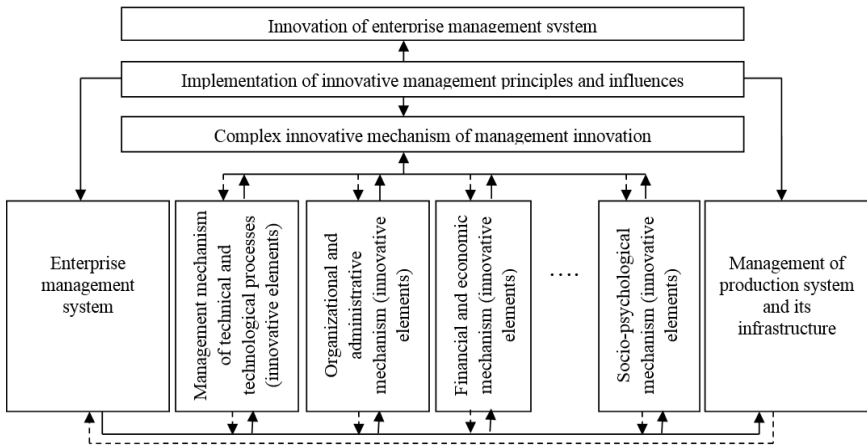 Innovation of enterprise management system
Implementation of innovative management principles and influences
Complex innovative mechanism of management innovation
Enterprise
management
system
Management mechanism
of technical and
technological processes
(innovative elements)
Organizational and
administrative
mechanism (innovative
elements)
Financial and economic
mechanism (innovative
elements)
....
Socio-psychological
mechanism (innovative
elements)
Management of
production system
and its
infrastructure